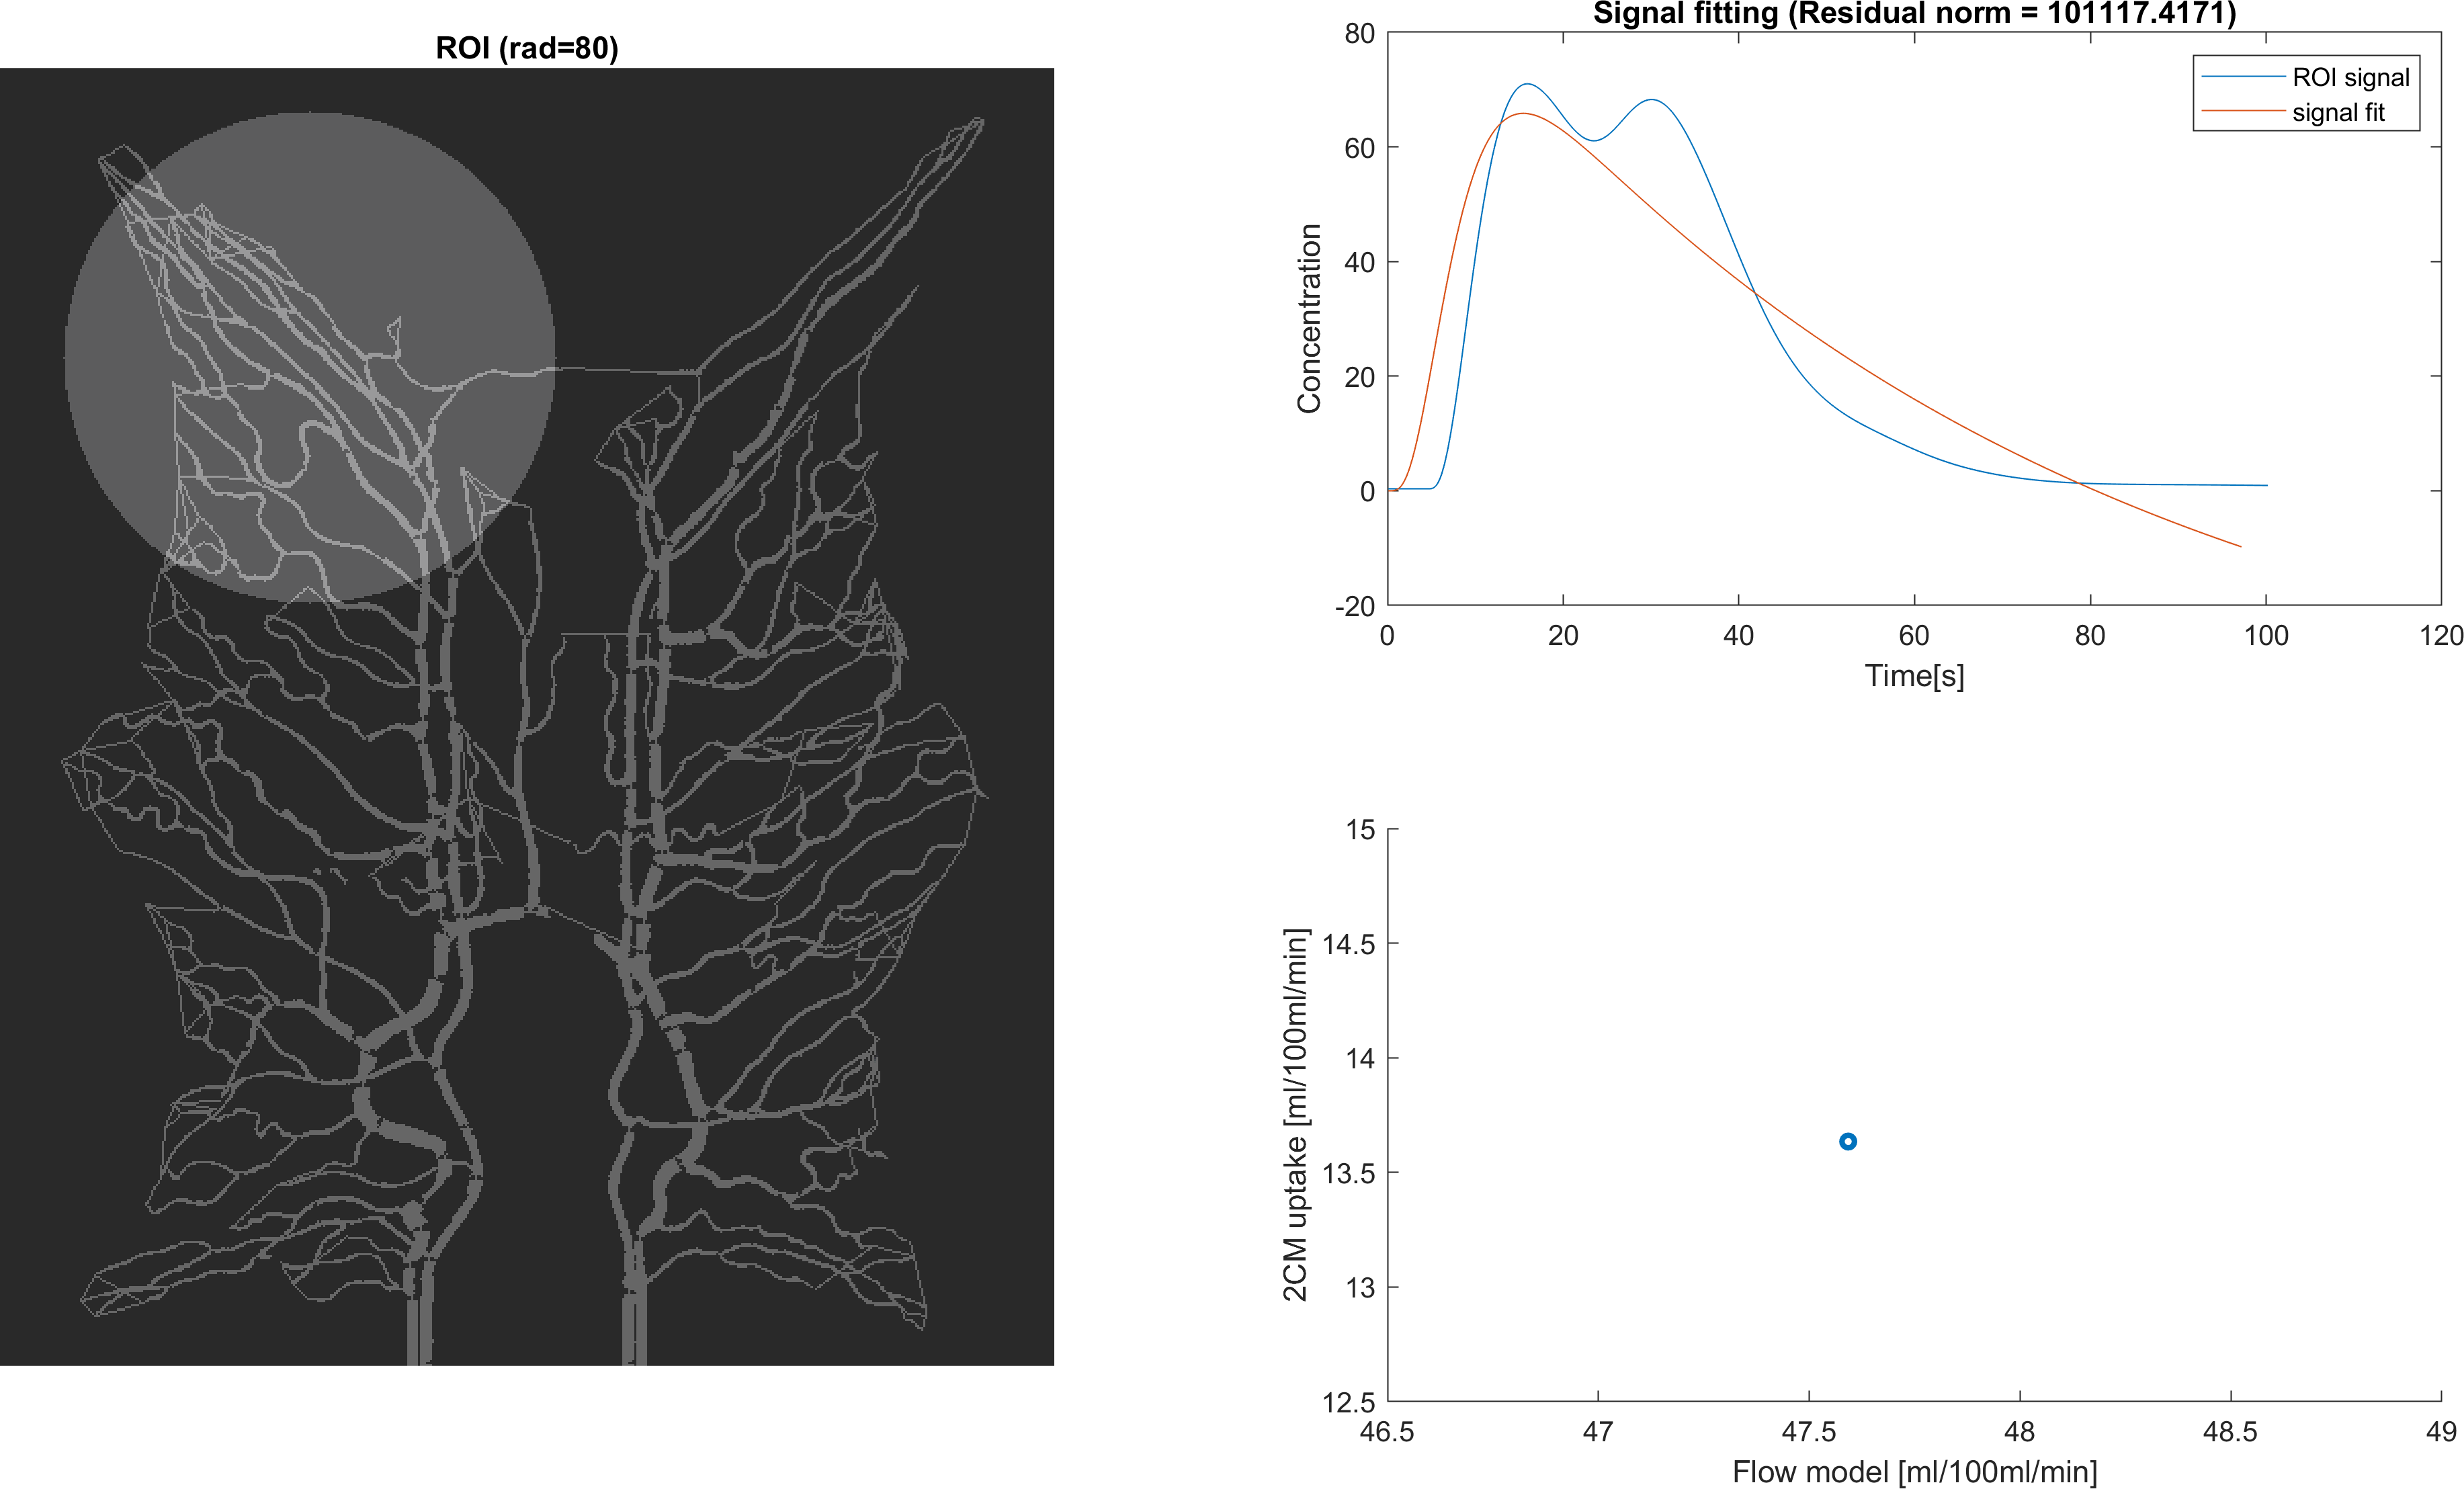 ROI (rad=80)
Signal fitting (Residual norm = 101117.4171)
80
60
40
20
0
-20
Concentration
ROI signal
signal fit
0 20 40 60 80 100 120
Time[s]
15
14.5
14
13.5
13
12.5
2CM uptake [ml/100ml/min]
46.5 47 47.5 48 48.5 49
Flow model [ml/100ml/min]